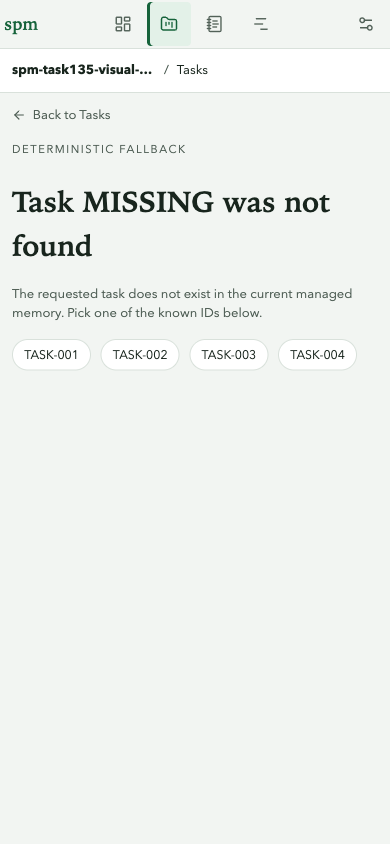 spm
spm-task135-visual-... / Tasks
Back to Tasks
DETERMINISTIC FALLBACK
Task MISSING was not
found
The requested task does not exist in the current managed
memory. Pick one of the known IDs below.
TASK-001 TASK-002 TASK-003 TASK-004